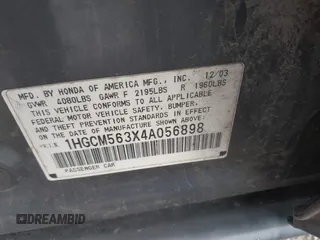 MFD. BY HONDA OF AMERICA MFG., INC. 12/03
GVWR 4080LBS GAWR F 2195LBS R 1960LBS
THIS VEHICLE CONFORMS TO ALL APPLICABLE
FEDERAL MOTOR VEHICLE SAFETY, BUMPER,
AND THEFT PREVENTION STANDARDS IN EFFECT
ON THE DATE OF MANUFACTURE SHOWN ABOVE.
V.I.N. 1HGCM563X4A056898
PASSENGER CAR
DREAMBID